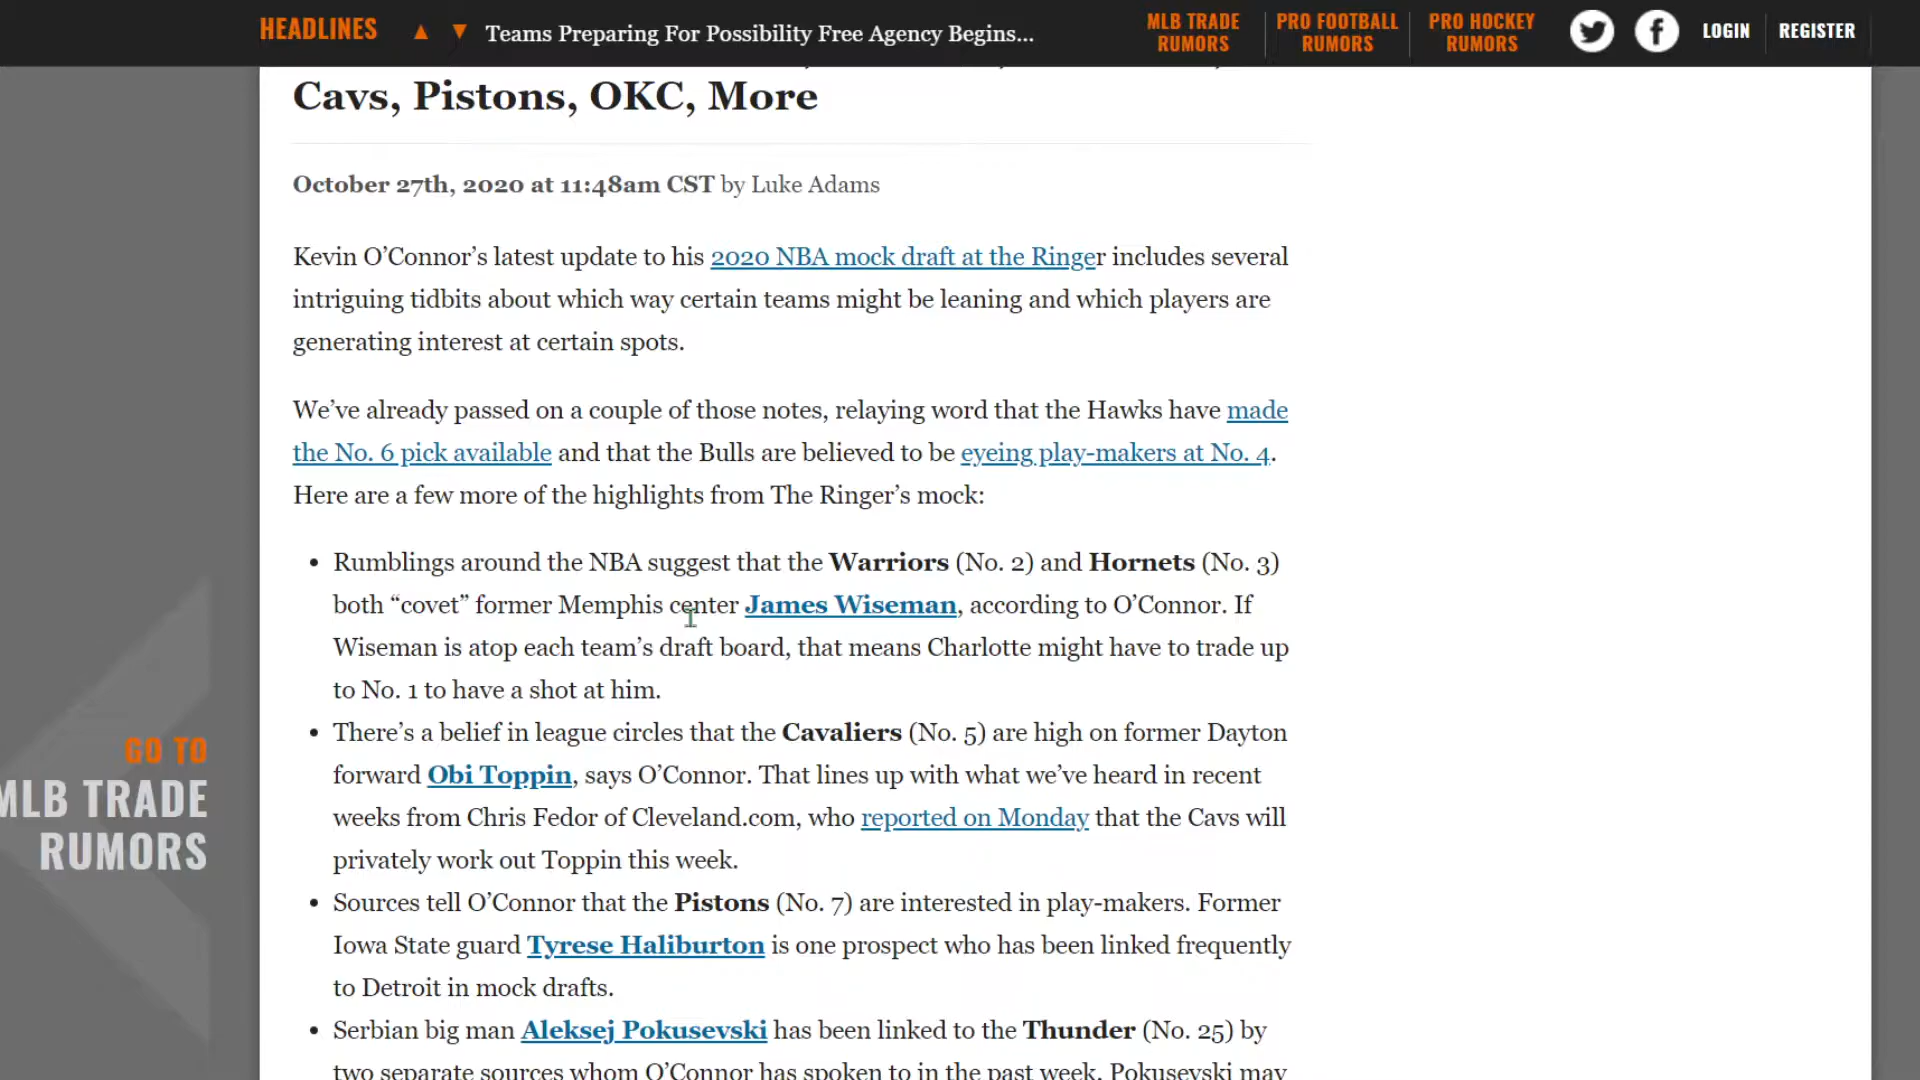 HEADLINES ▲ ▼ Teams Preparing For Possibility Free Agency Begins...
MLB TRADE
RUMORS
PRO FOOTBALL
RUMORS
PRO HOCKEY
RUMORS
LOGIN
REGISTER
Cavs, Pistons, OKC, More
October 27th, 2020 at 11:48am CST by Luke Adams
Kevin O’Connor’s latest update to his 2020 NBA mock draft at the Ringer includes several
intriguing tidbits about which way certain teams might be leaning and which players are
generating interest at certain spots.
We’ve already passed on a couple of those notes, relaying word that the Hawks have made
the No. 6 pick available and that the Bulls are believed to be eyeing play-makers at No. 4.
Here are a few more of the highlights from The Ringer’s mock:
• Rumblings around the NBA suggest that the Warriors (No. 2) and Hornets (No. 3)
both “covet” former Memphis center James Wiseman, according to O’Connor. If
Wiseman is atop each team’s draft board, that means Charlotte might have to trade up
to No. 1 to have a shot at him.
• There’s a belief in league circles that the Cavaliers (No. 5) are high on former Dayton
forward Obi Toppin, says O’Connor. That lines up with what we’ve heard in recent
weeks from Chris Fedor of Cleveland.com, who reported on Monday that the Cavs will
privately work out Toppin this week.
• Sources tell O’Connor that the Pistons (No. 7) are interested in play-makers. Former
Iowa State guard Tyrese Haliburton is one prospect who has been linked frequently
to Detroit in mock drafts.
• Serbian big man Aleksej Pokusevski has been linked to the Thunder (No. 25) by
two separate sources whom O’Connor has spoken to in the past week. Pokusevski may
GO TO
MLB TRADE
RUMORS